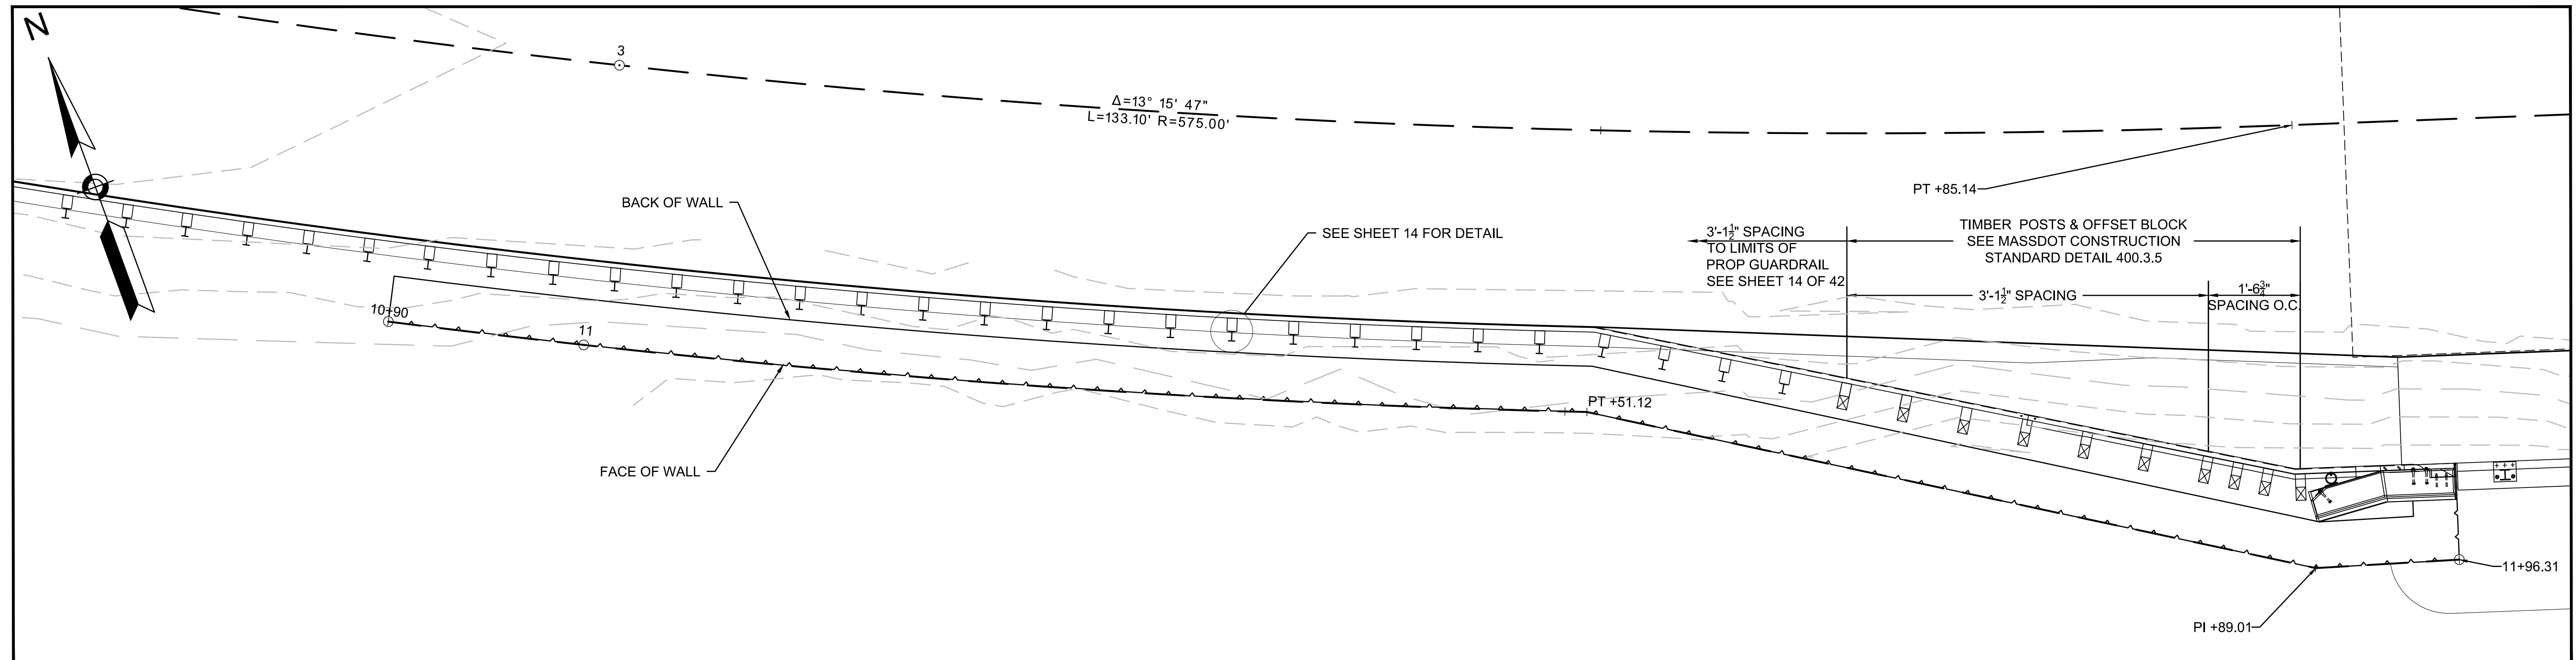 N
3
Δ=13° 15' 47"
L=133.10' R=575.00'
PT +85.14
BACK OF WALL
SEE SHEET 14 FOR DETAIL
3'-1½" SPACING
TO LIMITS OF
PROP GUARDRAIL
SEE SHEET 14 OF 42
TIMBER POSTS & OFFSET BLOCK
SEE MASSDOT CONSTRUCTION
STANDARD DETAIL 400.3.5
3'-1½" SPACING
1'-6¾"
SPACING O.C.
10+90
11
PT +51.12
FACE OF WALL
11+96.31
PI +89.01